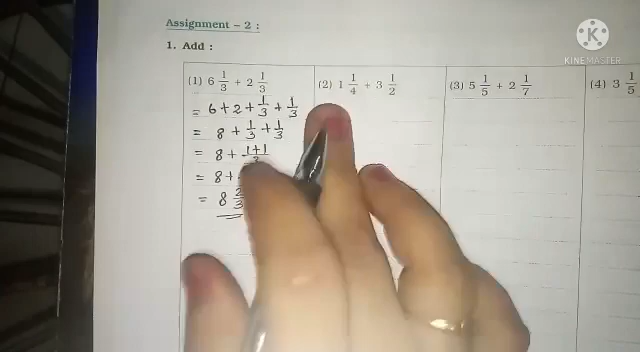 Assignment – 2 :
KINEMASTER
1. Add :
(1) 6 1/3 + 2 1/3
(2) 1 1/4 + 3 1/2
(3) 5 1/5 + 2 1/7
(4) 3 1/5
= 6 + 2 + 1/3 + 1/3
= 8 + 1/3 + 1/3
= 8 + 1+1/3
= 8 +
= 8 2/3